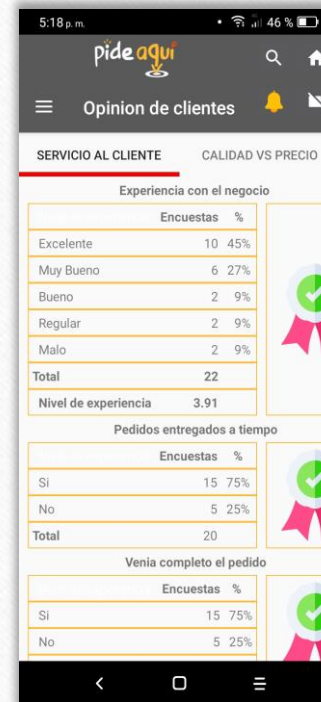 5:18 p. m. 46 %
pide aquí
Opinion de clientes
SERVICIO AL CLIENTE CALIDAD VS PRECIO
Experiencia con el negocio
Encuestas %
Excelente 10 45%
Muy Bueno 6 27%
Bueno 2 9%
Regular 2 9%
Malo 2 9%
Total 22
Nivel de experiencia 3.91
Pedidos entregados a tiempo
Encuestas %
Si 15 75%
No 5 25%
Total 20
Venia completo el pedido
Encuestas %
Si 15 75%
No 5 25%